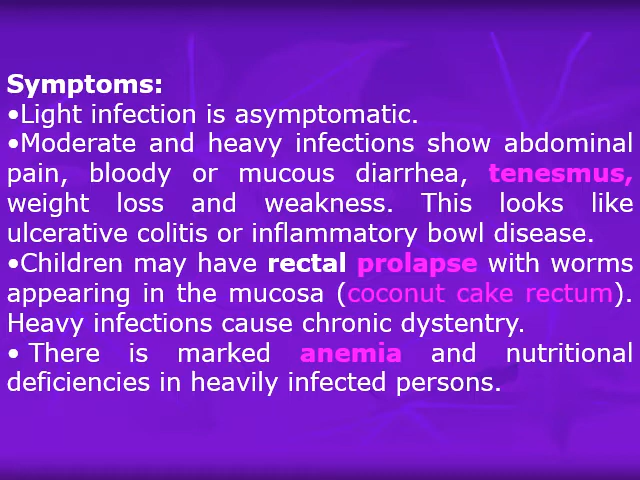 Symptoms:
•Light infection is asymptomatic.
•Moderate and heavy infections show abdominal
pain, bloody or mucous diarrhea, tenesmus,
weight loss and weakness. This looks like
ulcerative colitis or inflammatory bowl disease.
•Children may have rectal prolapse with worms
appearing in the mucosa (coconut cake rectum).
Heavy infections cause chronic dystentry.
• There is marked anemia and nutritional
deficiencies in heavily infected persons.